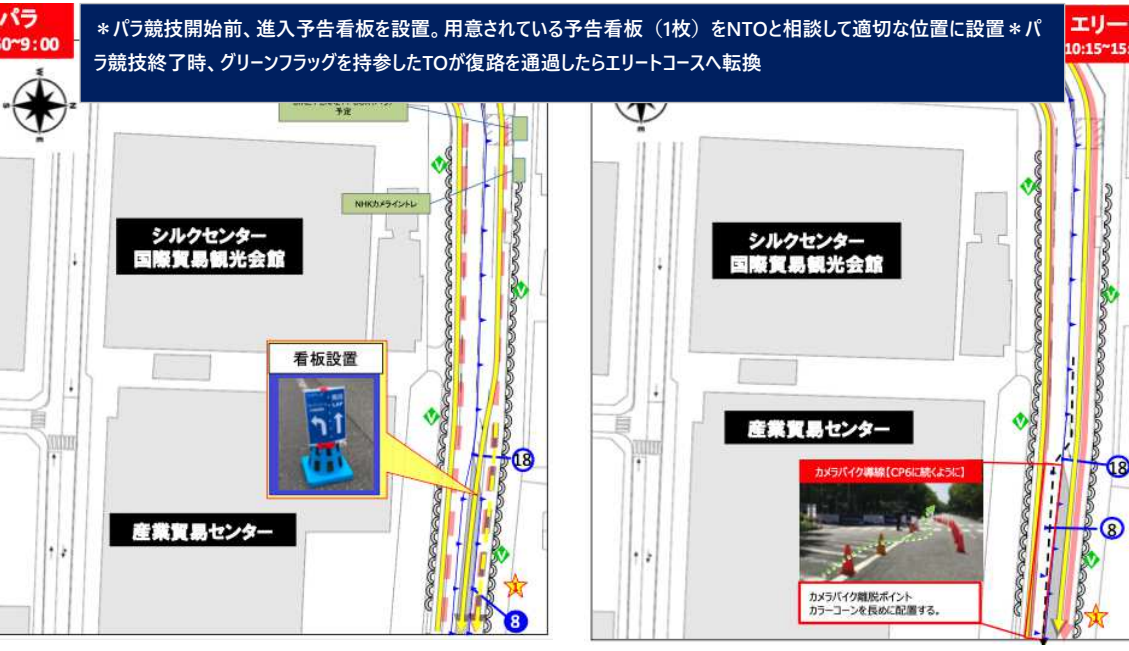 パラ
50~9:00
＊パラ競技開始前、進入予告看板を設置。用意されている予告看板（1枚）をNTOと相談して適切な位置に設置＊パ
ラ競技終了時、グリーンフラッグを持参したTOが復路を通過したらエリートコースへ転換
エリー
10:15~15:
W
S
N
E
予定
NHKカメライントレ
シルクセンター
国際貿易観光会館
看板設置
18
産業貿易センター
1
8
E
シルクセンター
国際貿易観光会館
産業貿易センター
カメラバイク導線【CP6に続くように】
18
8
カメラバイク離脱ポイント
カラーコーンを長めに配置する。
1